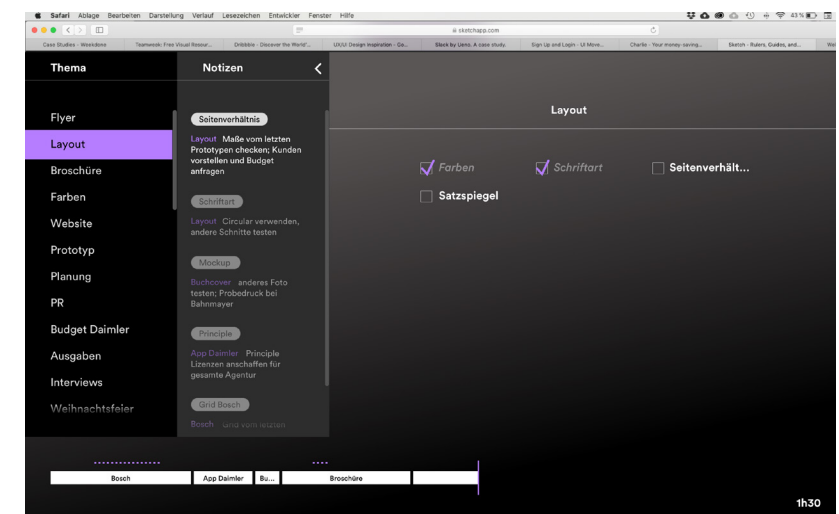 Safari Ablage Bearbeiten Darstellung Verlauf Lesezeichen Entwickler Fenster Hilfe
43 %
sketchapp.com
Case Studies - Weekdone
Teamweek: Free Visual Resour...
Dribbble - Discover the World'...
UX/UI Design Inspiration - Go...
Slack by Ueno. A case study.
Sign Up and Login - UI Move...
Charlie - Your money-saving...
Sketch - Rulers, Guides, and...
Thema
Flyer
Layout
Broschüre
Farben
Website
Prototyp
Planung
PR
Budget Daimler
Ausgaben
Interviews
Weihnachtsfeier
Notizen
Seitenverhältnis
Layout Maße vom letzten
Prototypen checken; Kunden
vorstellen und Budget
anfragen
Schriftart
Layout Circular verwenden,
andere Schnitte testen
Mockup
Buchcover anderes Foto
testen; Probedruck bei
Bahnmayer
Principle
App Daimler Principle
Lizenzen anschaffen für
gesamte Agentur
Grid Bosch
Bosch Grid vom letzten
Layout
Farben
Schriftart
Seitenverhält...
Satzspiegel
Bosch
App Daimler
Bu...
Broschüre
1h30